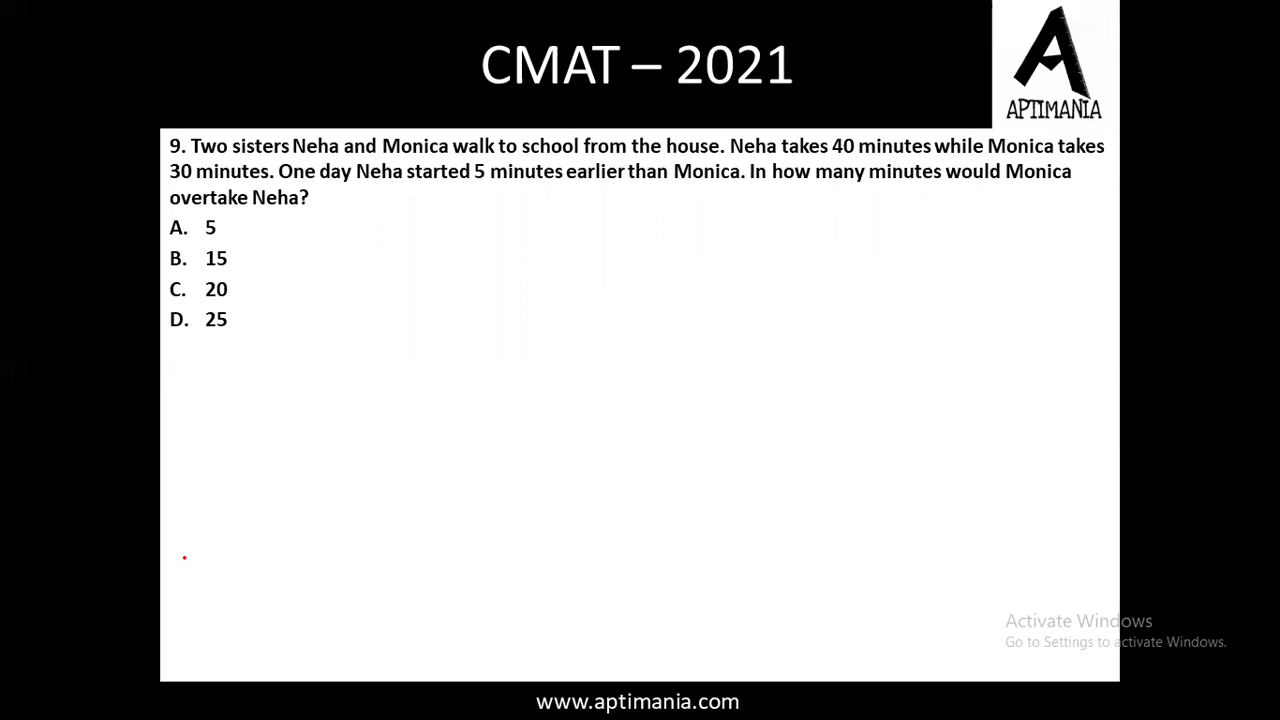 CMAT – 2021
APTIMANIA
9. Two sisters Neha and Monica walk to school from the house. Neha takes 40 minutes while Monica takes
30 minutes. One day Neha started 5 minutes earlier than Monica. In how many minutes would Monica
overtake Neha?
A. 5
B. 15
C. 20
D. 25
Activate Windows
Go to Settings to activate Windows.
www.aptimania.com